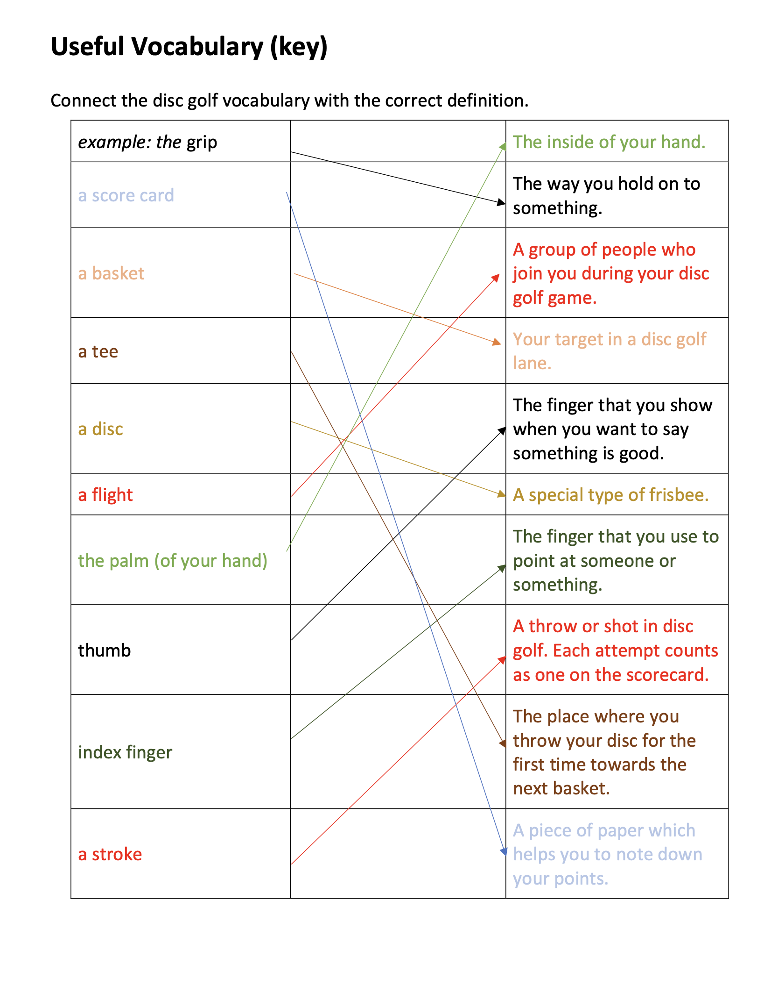 Useful Vocabulary (key)
Connect the disc golf vocabulary with the correct definition.
example: the grip
The inside of your hand.
a score card
The way you hold on to
something.
a basket
A group of people who
join you during your disc
golf game.
a tee
Your target in a disc golf
lane.
a disc
The finger that you show
when you want to say
something is good.
a flight
A special type of frisbee.
the palm (of your hand)
The finger that you use to
point at someone or
something.
thumb
A throw or shot in disc
golf. Each attempt counts
as one on the scorecard.
index finger
The place where you
throw your disc for the
first time towards the
next basket.
a stroke
A piece of paper which
helps you to note down
your points.